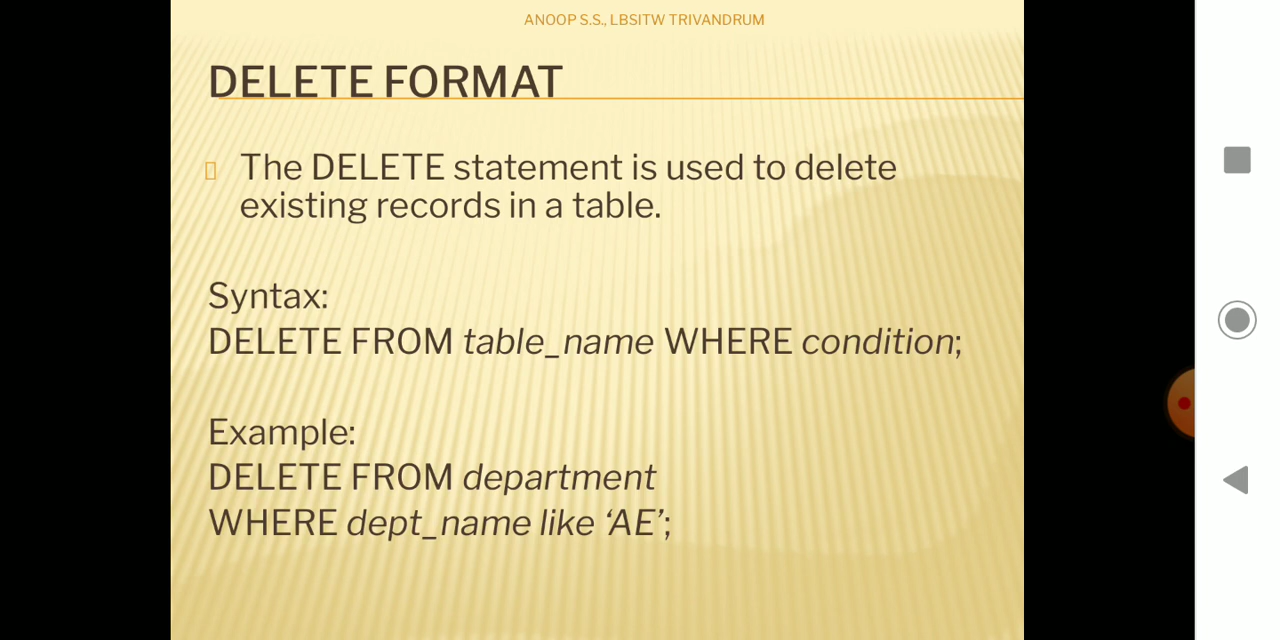 ANOOP S.S., LBSITW TRIVANDRUM
DELETE FORMAT
The DELETE statement is used to delete
existing records in a table.
Syntax:
DELETE FROM table_name WHERE condition;
Example:
DELETE FROM department
WHERE dept_name like ‘AE’;